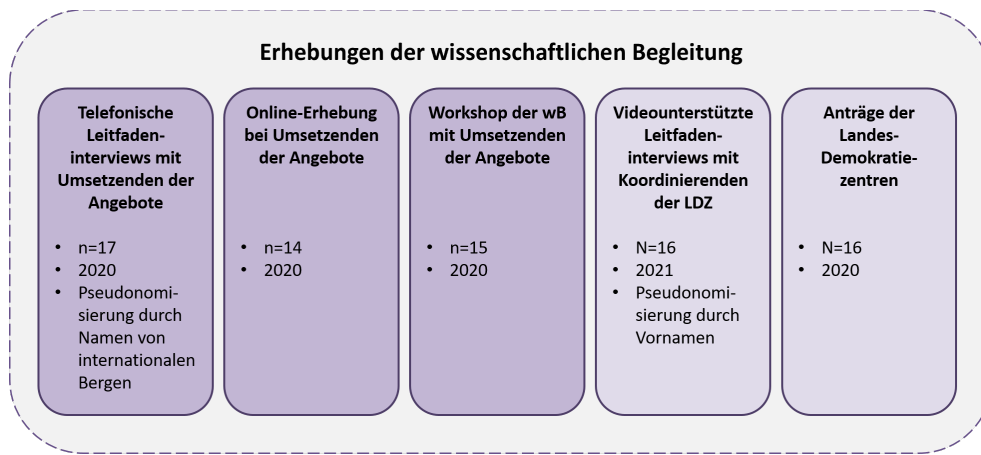 Erhebungen der wissenschaftlichen Begleitung
Telefonische
Leitfaden-
interviews mit
Umsetzenden der
Angebote
• n=17
• 2020
• Pseudonomi-
sierung durch
Namen von
internationalen
Bergen
Online-Erhebung
bei Umsetzenden
der Angebote
• n=14
• 2020
Workshop der wB
mit Umsetzenden
der Angebote
• n=15
• 2020
Videounterstützte
Leitfaden-
interviews mit
Koordinierenden
der LDZ
• N=16
• 2021
• Pseudonomi-
sierung durch
Vornamen
Anträge der
Landes-
Demokratie-
zentren
• N=16
• 2020